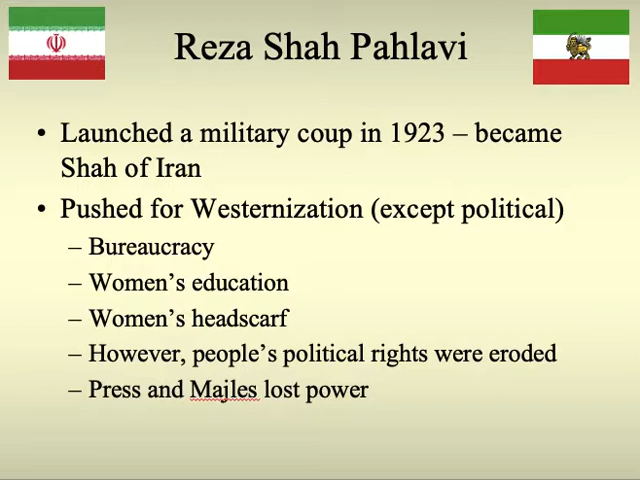 Reza Shah Pahlavi
• Launched a military coup in 1923 – became
Shah of Iran
• Pushed for Westernization (except political)
– Bureaucracy
– Women’s education
– Women’s headscarf
– However, people’s political rights were eroded
– Press and Majles lost power